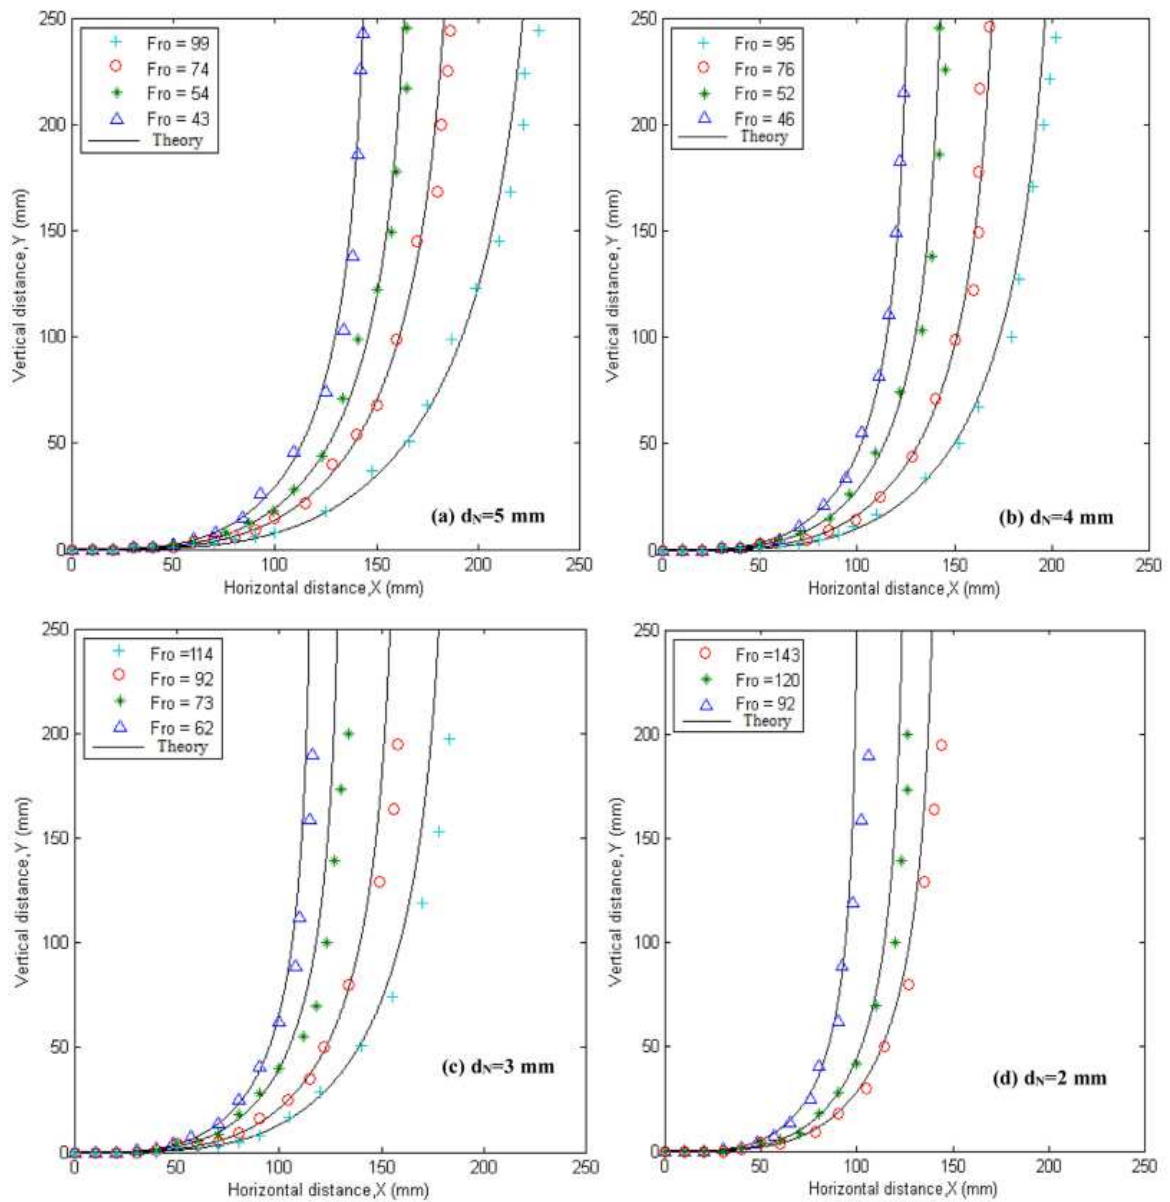 250
200
150
100
50
0
Vertical distance,Y (mm)
Fro = 99
Fro = 74
Fro = 54
Fro = 43
Theory
(a) dN=5 mm
0 50 100 150 200 250
Horizontal distance,X (mm)
250
200
150
100
50
0
Vertical distance,Y (mm)
Fro = 95
Fro = 76
Fro = 52
Fro = 46
Theory
(b) dN=4 mm
0 50 100 150 200 250
Horizontal distance,X (mm)
250
200
150
100
50
0
Vertical distance,Y (mm)
Fro =114
Fro = 92
Fro = 73
Fro = 62
Theory
(c) dN=3 mm
0 50 100 150 200 250
Horizontal distance,X (mm)
250
200
150
100
50
0
Vertical distance,Y (mm)
Fro =143
Fro =120
Fro = 92
Theory
(d) dN=2 mm
0 50 100 150 200 250
Horizontal distance,X (mm)